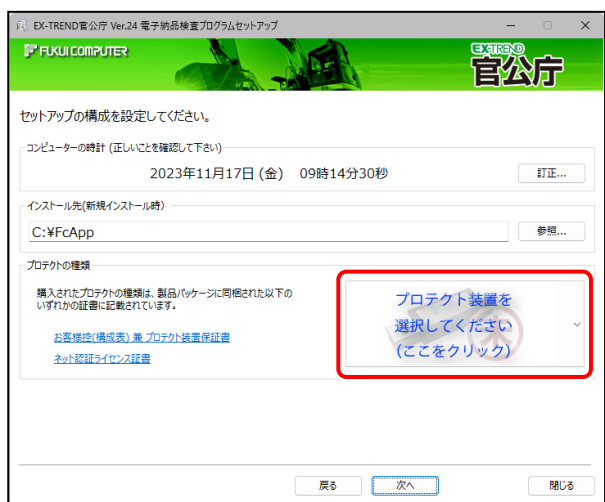 EX-TREND官公庁 Ver.24 電子納品検査プログラムセットアップ
FUKUI COMPUTER
EX-TREND
官公庁
セットアップの構成を設定してください。
コンピューターの時計 (正しいことを確認して下さい)
2023年11月17日 (金) 09時14分30秒
訂正...
インストール先(新規インストール時)
C:¥FcApp
参照...
プロテクトの種類
購入されたプロテクトの種類は、製品パッケージに同梱された以下の
いずれかの証書に記載されています。
お客様控(構成表) 兼 プロテクト装置保証書
ネット認証ライセンス証書
プロテクト装置を
選択してください
(ここをクリック)
戻る
次へ
閉じる